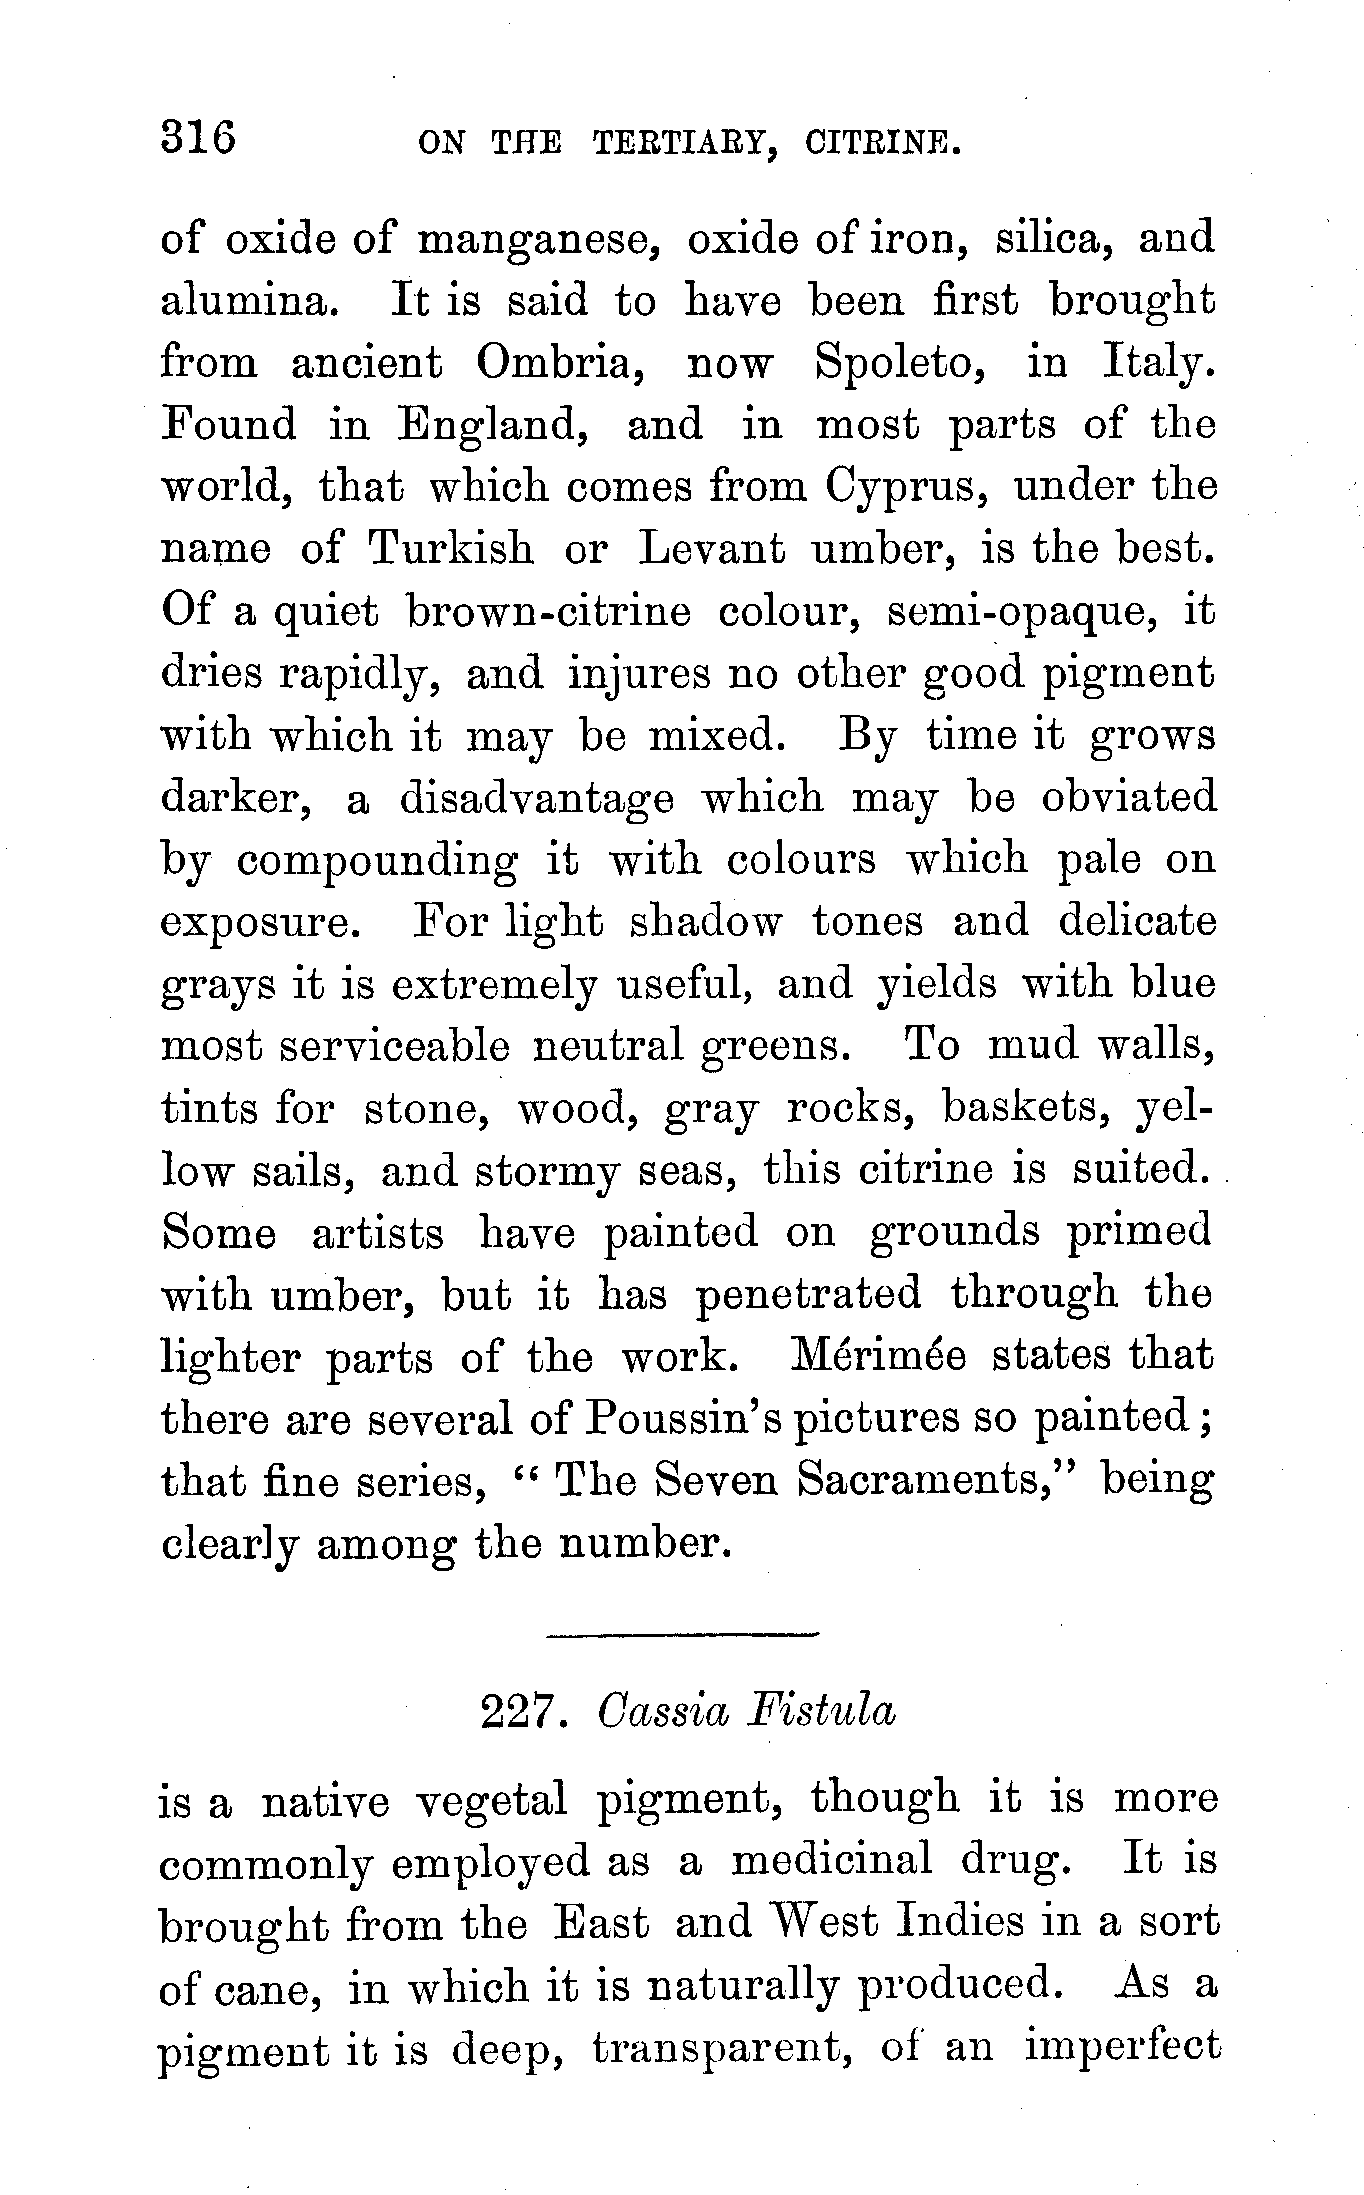 316 ON THE TERTIARY, CITRINE.
of oxide of manganese, oxide of iron, silica, and
alumina. It is said to have been first brought
from ancient Ombria, now Spoleto, in Italy.
Found in England, and in most parts of the
world, that which comes from Cyprus, under the
name of Turkish or Levant umber, is the best.
Of a quiet brown-citrine colour, semi-opaque, it
dries rapidly, and injures no other good pigment
with which it may be mixed. By time it grows
darker, a disadvantage which may be obviated
by compounding it with colours which pale on
exposure. For light shadow tones and delicate
grays it is extremely useful, and yields with blue
most serviceable neutral greens. To mud walls,
tints for stone, wood, gray rocks, baskets, yel-
low sails, and stormy seas, this citrine is suited.
Some artists have painted on grounds primed
with umber, but it has penetrated through the
lighter parts of the work. Mérimée states that
there are several of Poussin's pictures so painted;
that fine series, “ The Seven Sacraments,” being
clearly among the number.
227. Cassia Fistula
is a native vegetal pigment, though it is more
commonly employed as a medicinal drug. It is
brought from the East and West Indies in a sort
of cane, in which it is naturally produced. As a
pigment it is deep, transparent, of an imperfect